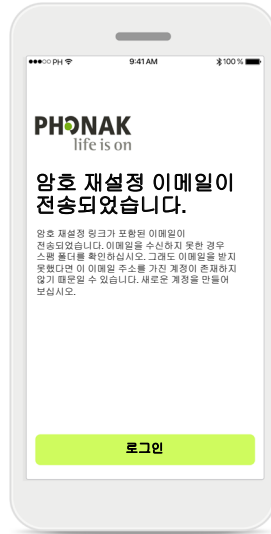 ●●●○○ PH 9:41 AM 100 %
PHONAK
life is on
암호 재설정 이메일이
전송되었습니다.
암호 재설정 링크가 포함된 이메일이
전송되었습니다. 이메일을 수신하지 못한 경우
스팸 폴더를 확인하십시오. 그래도 이메일을 받지
못했다면 이 이메일 주소를 가진 계정이 존재하지
않기 때문일 수 있습니다. 새로운 계정을 만들어
보십시오.
로그인